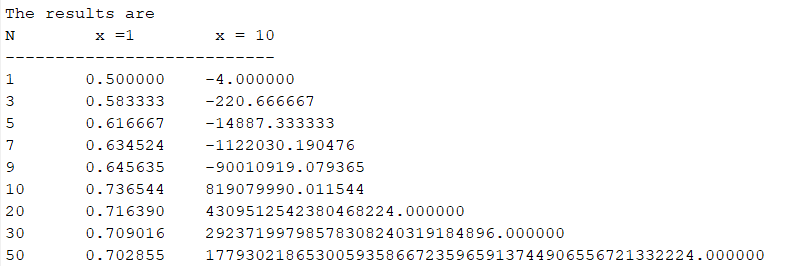 The results are
N x =1 x = 10
---------------------------
1 0.500000 -4.000000
3 0.583333 -220.666667
5 0.616667 -14887.333333
7 0.634524 -1122030.190476
9 0.645635 -90010919.079365
10 0.736544 819079990.011544
20 0.716390 4309512542380468224.000000
30 0.709016 29237199798578308240319184896.000000
50 0.702855 1779302186530059358667235965913744906556721332224.000000